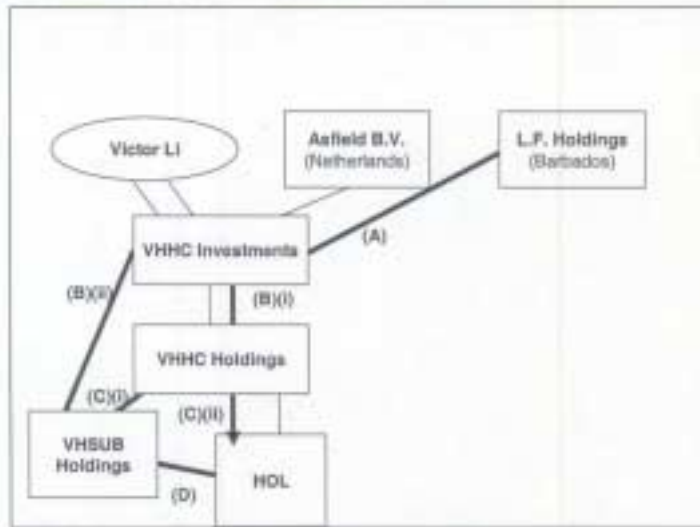 Victor Li
Asfield B.V.
(Netherlands)
L.F. Holdings
(Barbados)
(A)
VHHC Investments
(B)(ii)
(B)(i)
VHHC Holdings
(C)(i)
(C)(ii)
VHSUB
Holdings
(D)
HOL